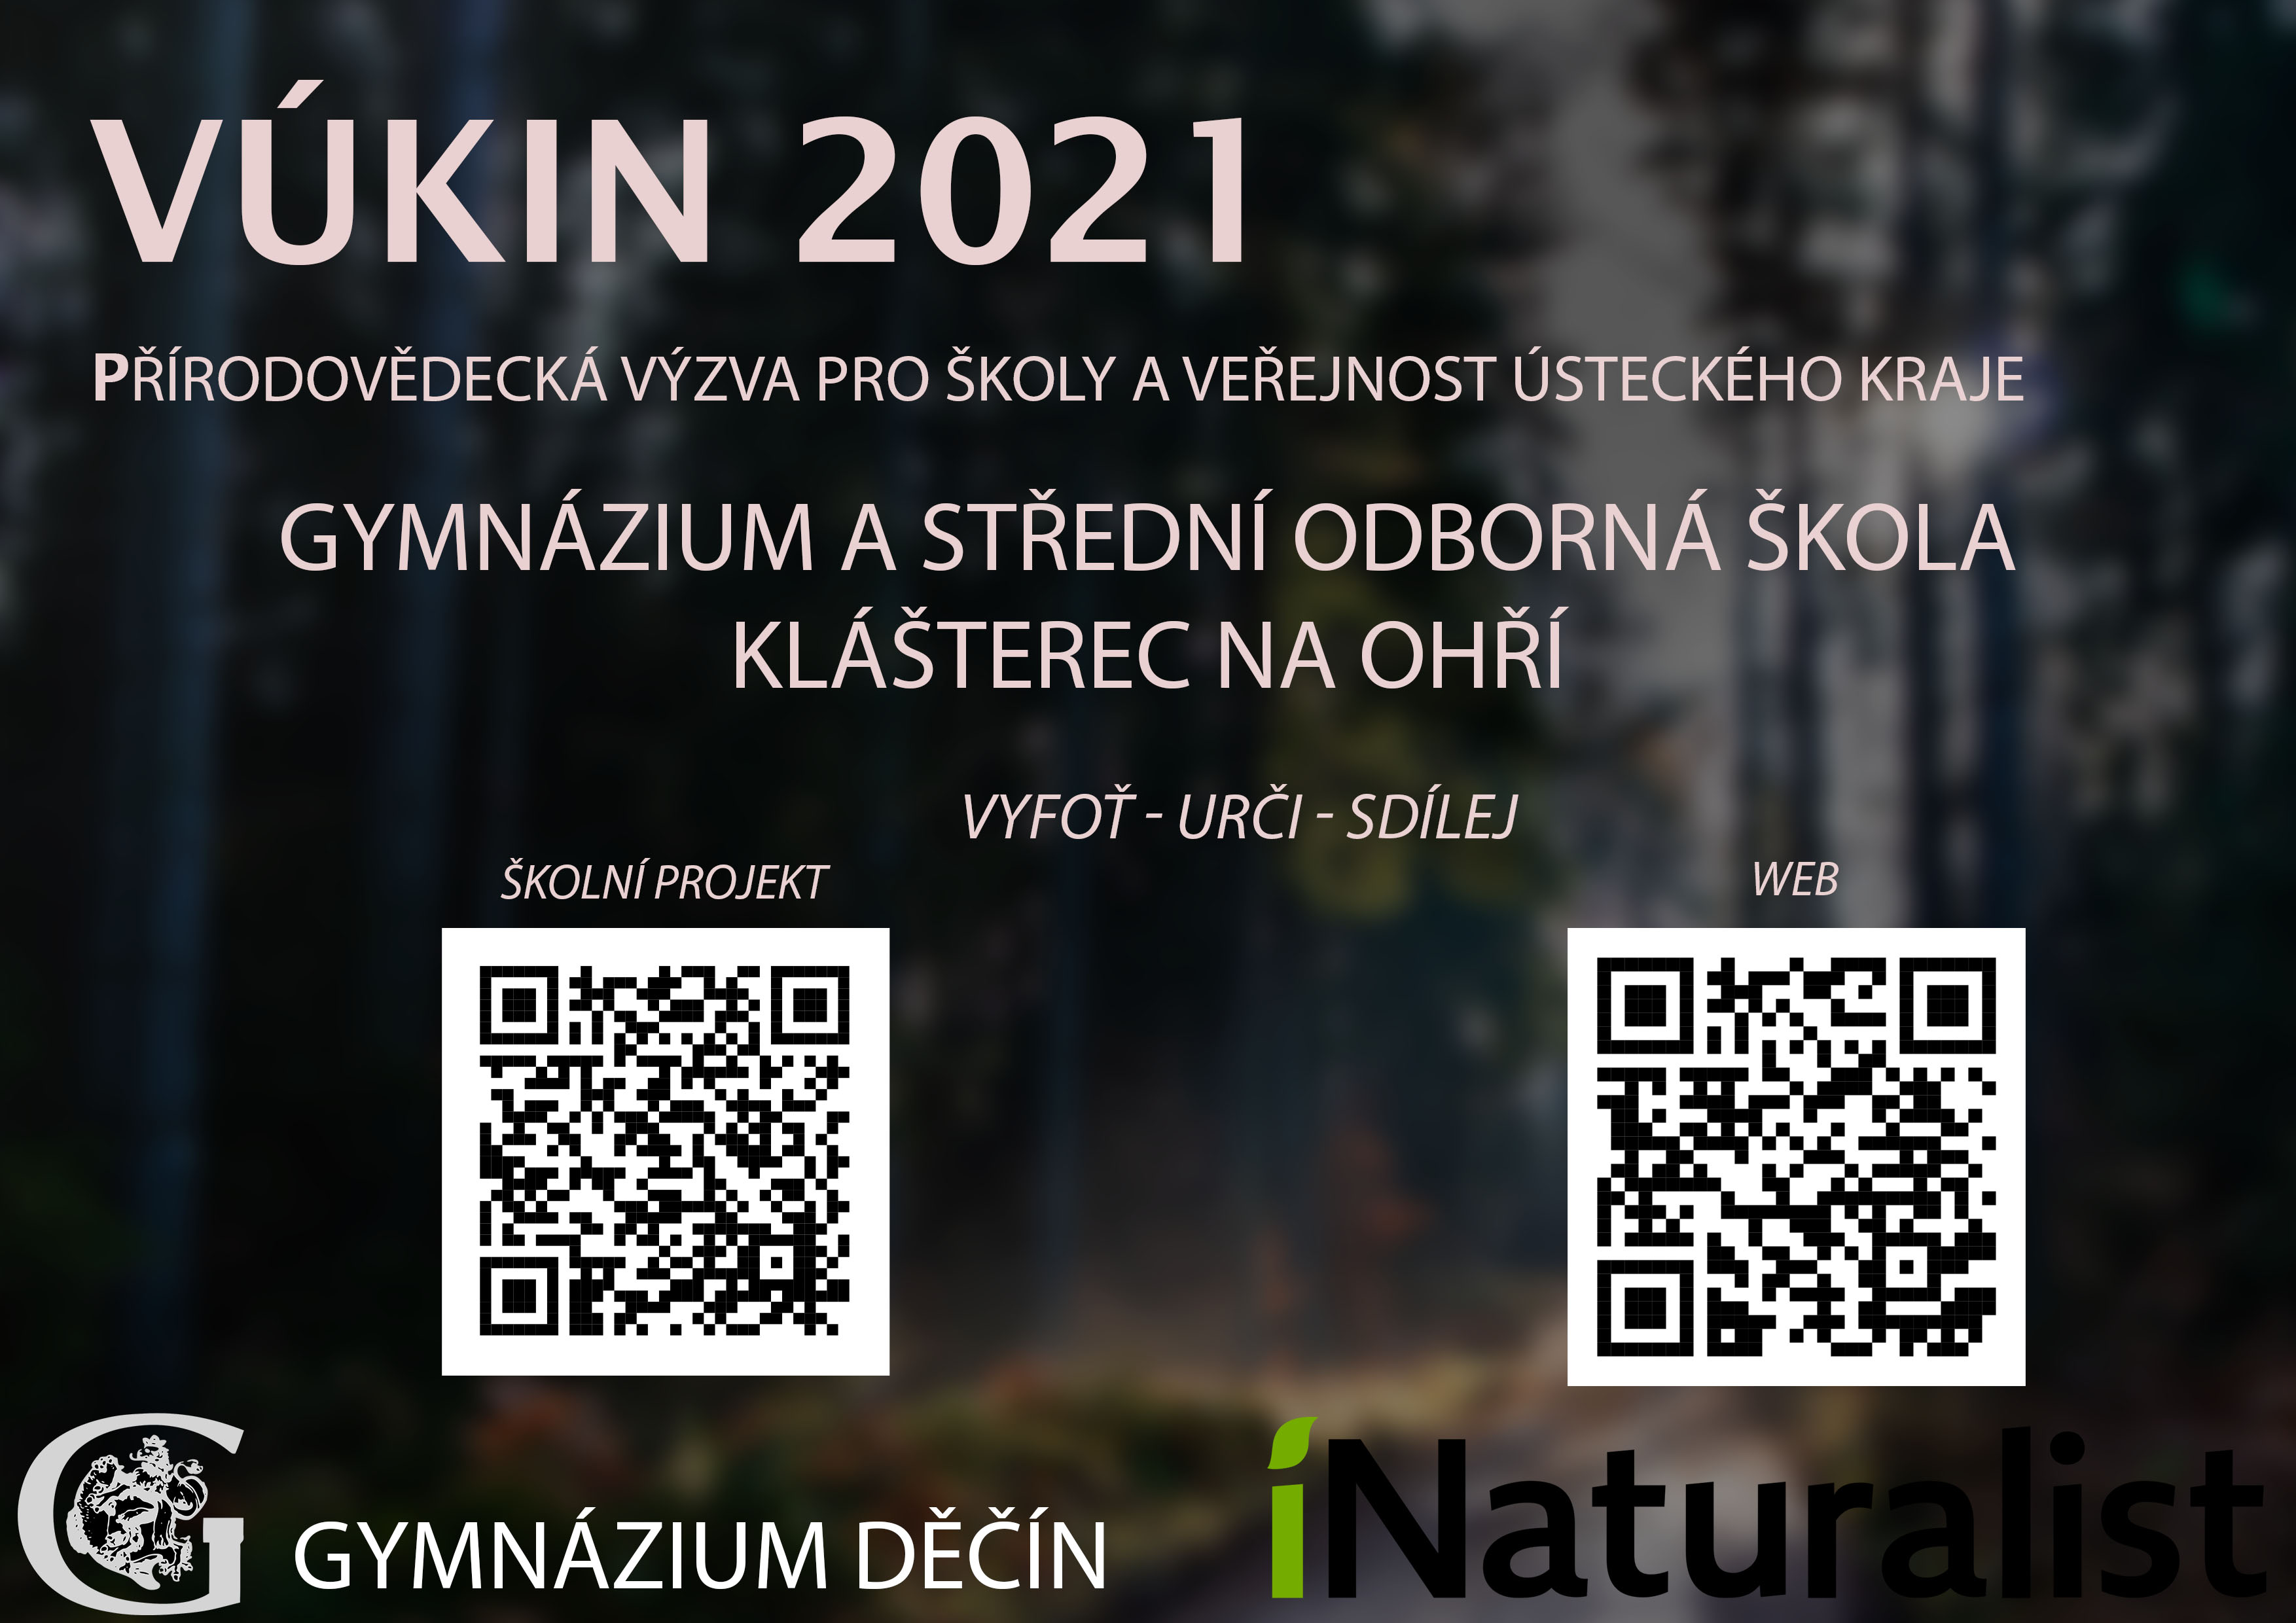 VÚKIN 2021
PŘÍRODOVĚDECKÁ VÝZVA PRO ŠKOLY A VEŘEJNOST ÚSTECKÉHO KRAJE
GYMNÁZIUM A STŘEDNÍ ODBORNÁ ŠKOLA
KLÁŠTEREC NA OHŘÍ
VYFOŤ - URČI - SDÍLEJ
ŠKOLNÍ PROJEKT
WEB
G GYMNÁZIUM DĚČÍN
iNaturalist